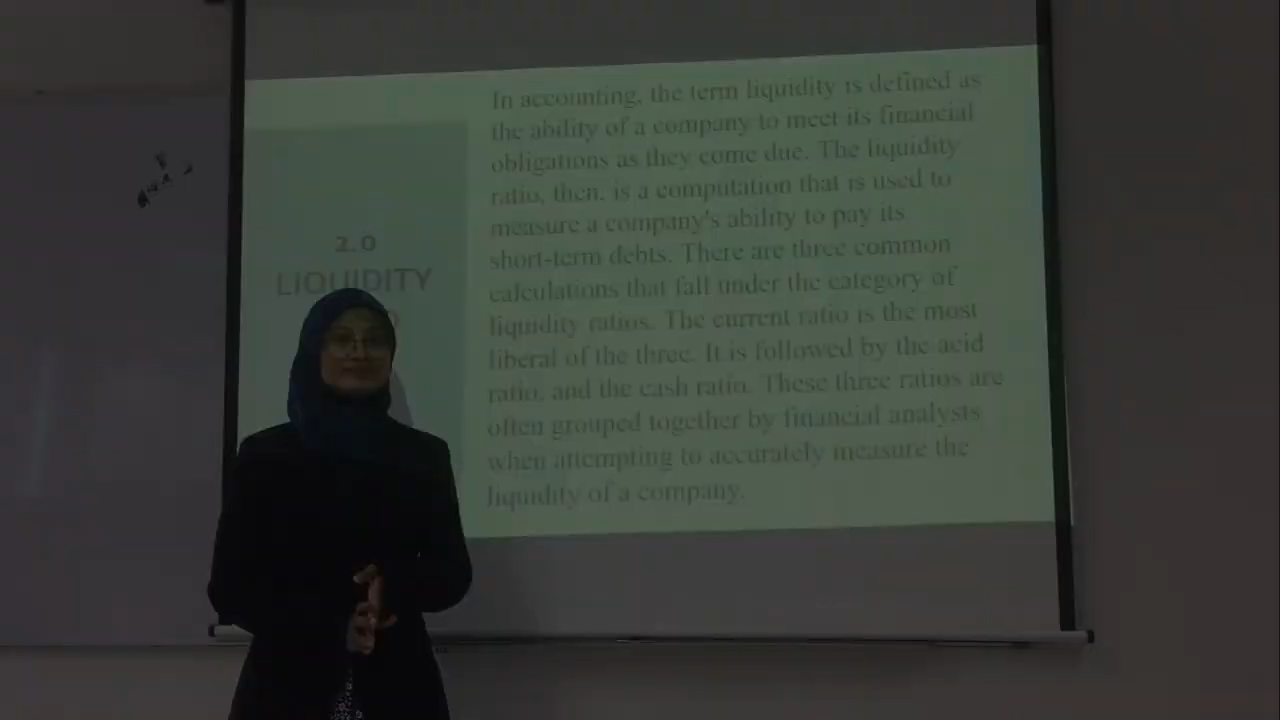 2.0
LIQUIDITY
In accounting, the term liquidity is defined as
the ability of a company to meet its financial
obligations as they come due. The liquidity
ratio, then, is a computation that is used to
measure a company's ability to pay its
short-term debts. There are three common
calculations that fall under the category of
liquidity ratios. The current ratio is the most
liberal of the three. It is followed by the acid
ratio, and the cash ratio. These three ratios are
often grouped together by financial analysts
when attempting to accurately measure the
liquidity of a company.